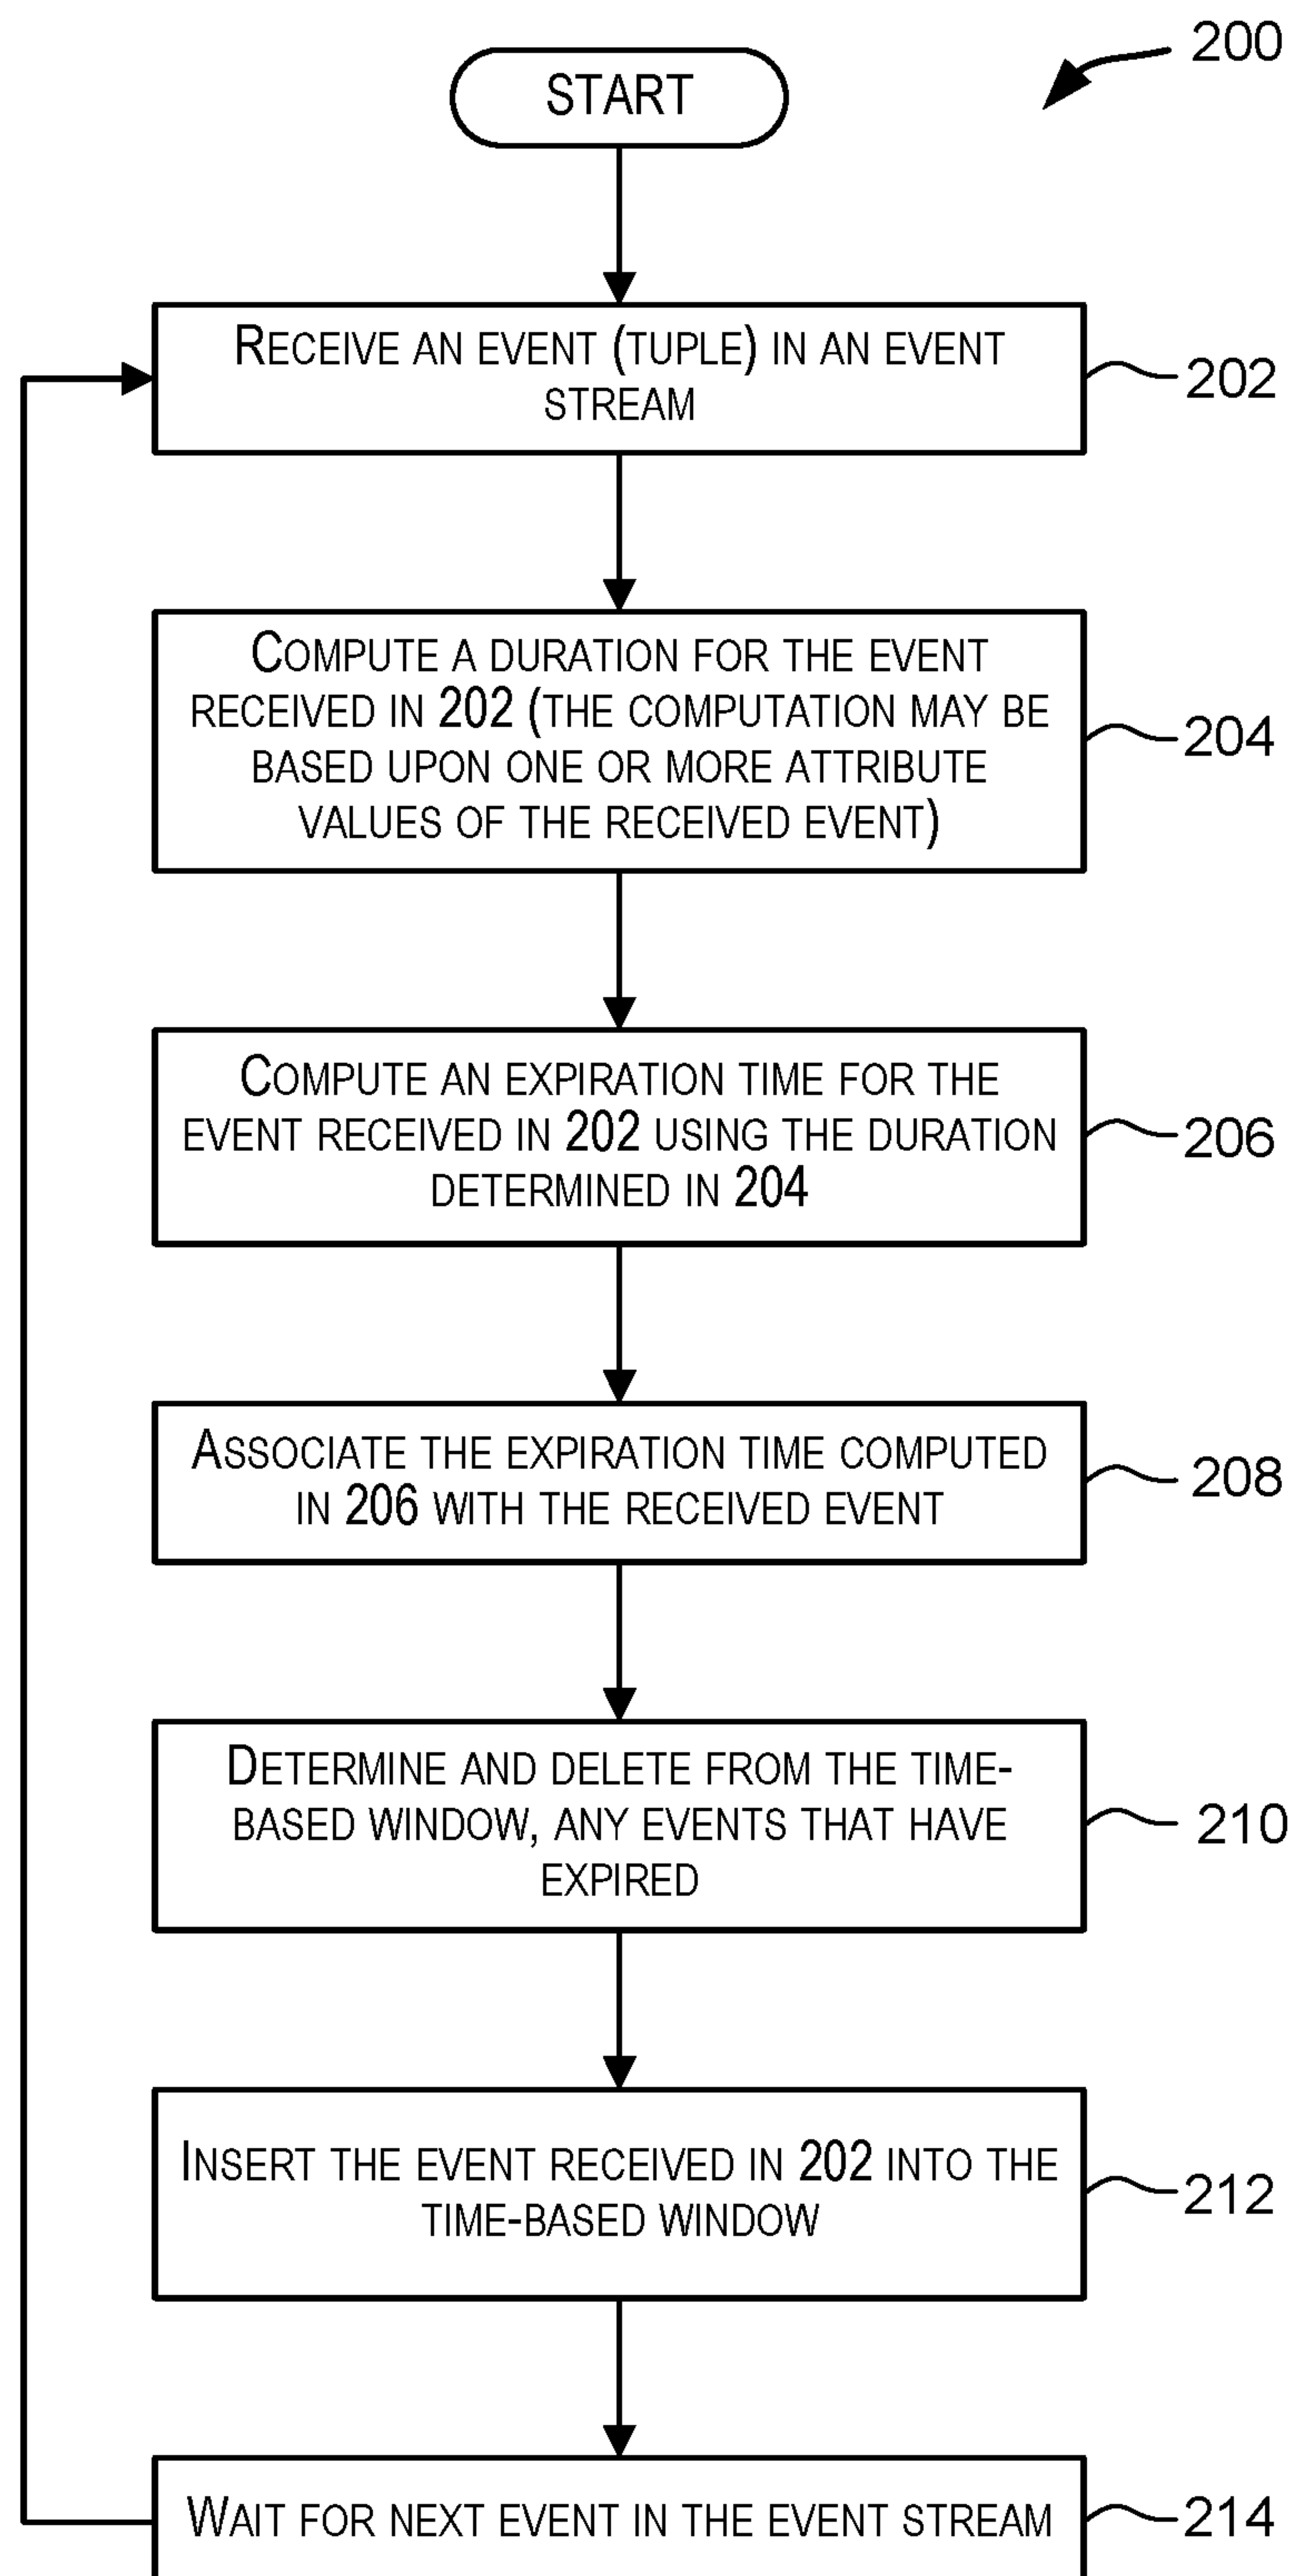 200
START
RECEIVE AN EVENT (TUPLE) IN AN EVENT
STREAM
202
COMPUTE A DURATION FOR THE EVENT
RECEIVED IN 202 (THE COMPUTATION MAY BE
BASED UPON ONE OR MORE ATTRIBUTE
VALUES OF THE RECEIVED EVENT)
204
COMPUTE AN EXPIRATION TIME FOR THE
EVENT RECEIVED IN 202 USING THE DURATION
DETERMINED IN 204
206
ASSOCIATE THE EXPIRATION TIME COMPUTED
IN 206 WITH THE RECEIVED EVENT
208
DETERMINE AND DELETE FROM THE TIME-
BASED WINDOW, ANY EVENTS THAT HAVE
EXPIRED
210
INSERT THE EVENT RECEIVED IN 202 INTO THE
TIME-BASED WINDOW
212
WAIT FOR NEXT EVENT IN THE EVENT STREAM
214